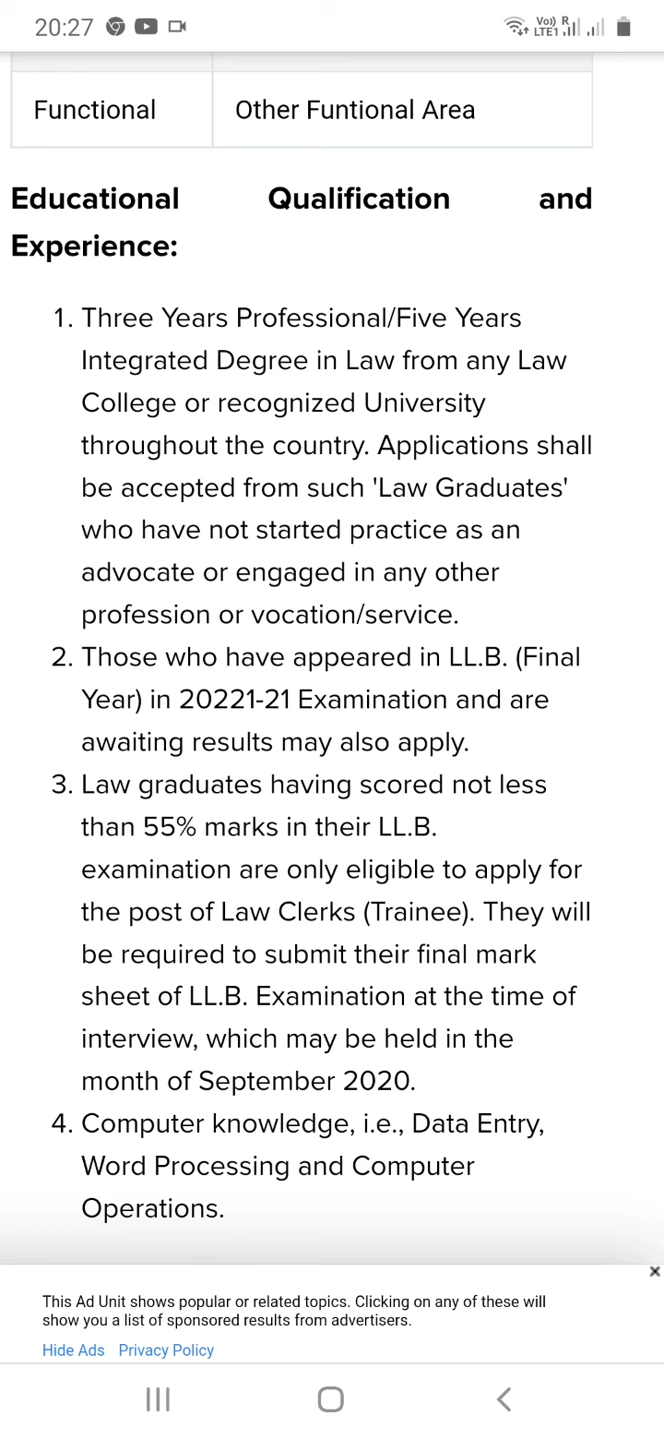 20:27
Vo)) R
LTE1
Functional Other Funtional Area
Educational Qualification and
Experience:
1. Three Years Professional/Five Years
Integrated Degree in Law from any Law
College or recognized University
throughout the country. Applications shall
be accepted from such 'Law Graduates'
who have not started practice as an
advocate or engaged in any other
profession or vocation/service.
2. Those who have appeared in LL.B. (Final
Year) in 20221-21 Examination and are
awaiting results may also apply.
3. Law graduates having scored not less
than 55% marks in their LL.B.
examination are only eligible to apply for
the post of Law Clerks (Trainee). They will
be required to submit their final mark
sheet of LL.B. Examination at the time of
interview, which may be held in the
month of September 2020.
4. Computer knowledge, i.e., Data Entry,
Word Processing and Computer
Operations.
This Ad Unit shows popular or related topics. Clicking on any of these will
show you a list of sponsored results from advertisers.
Hide Ads Privacy Policy